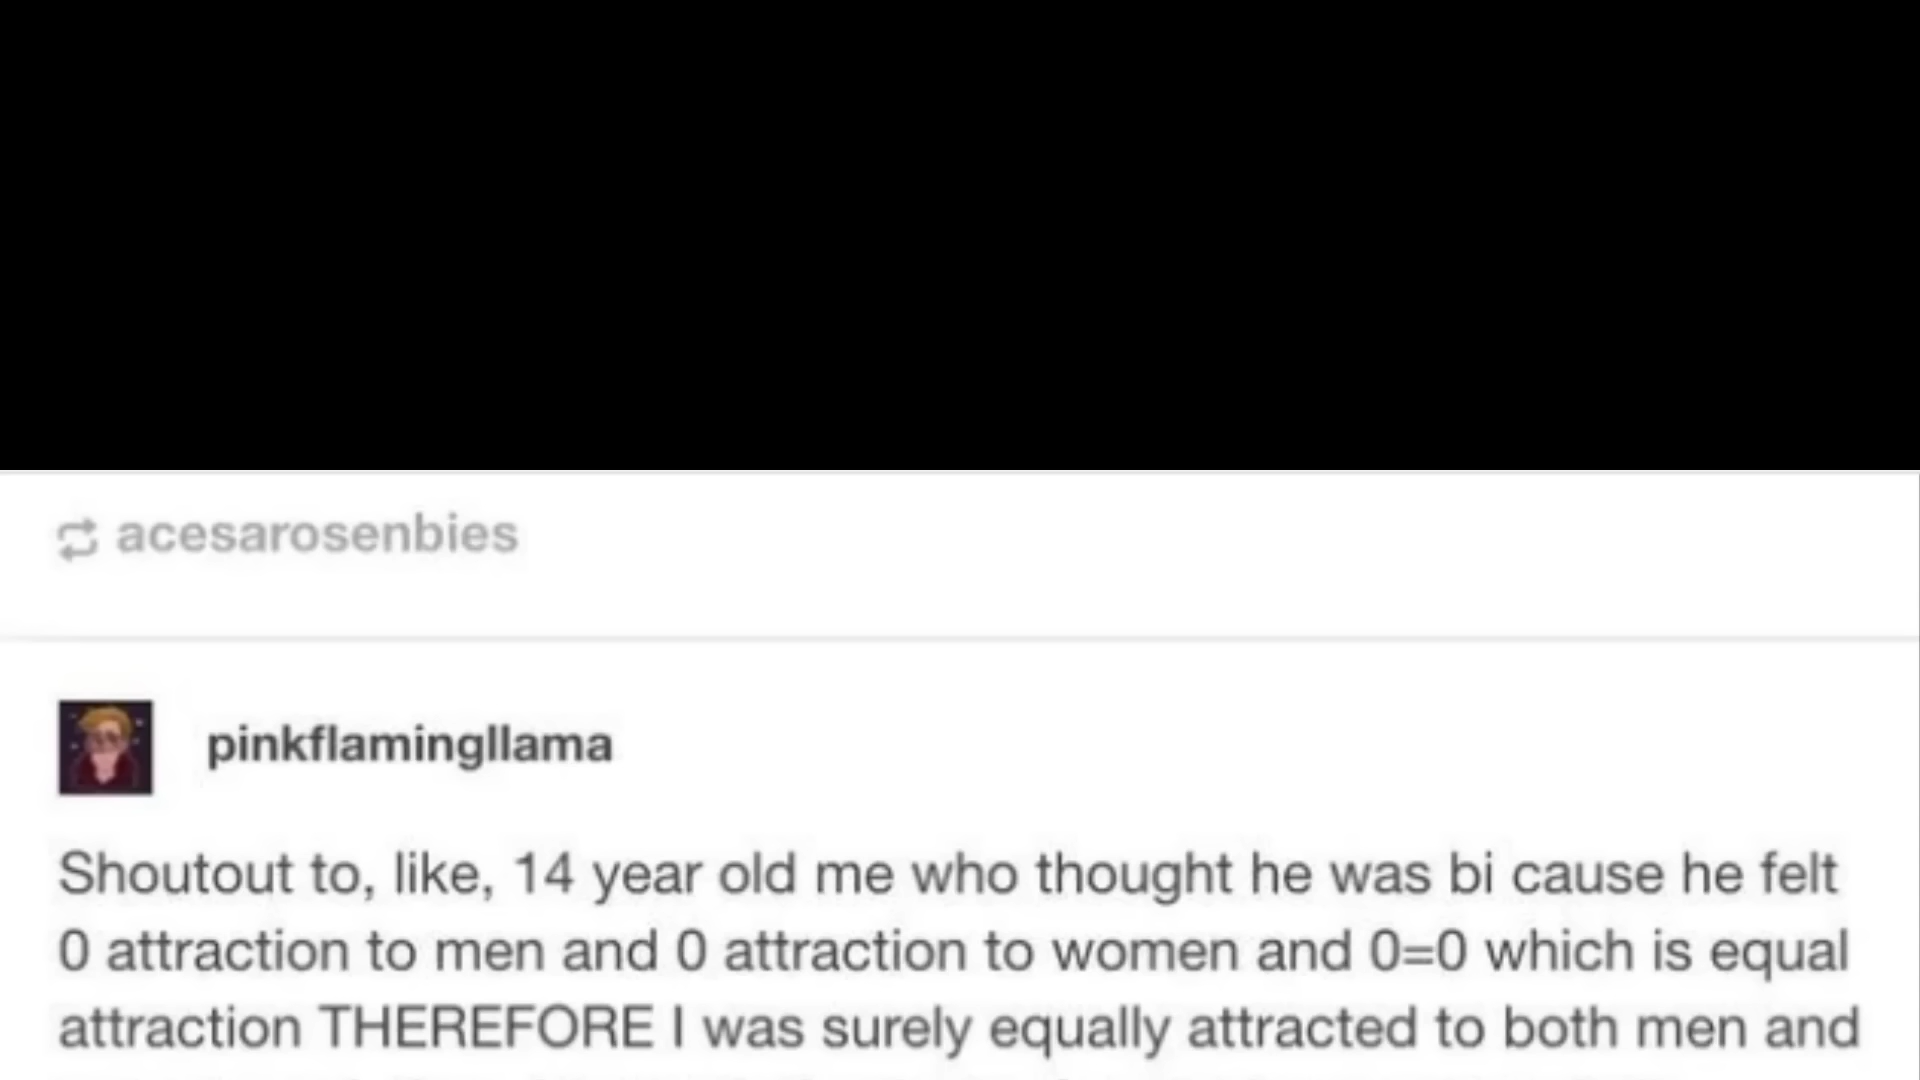 acesarosenbies
pinkflamingllama
Shoutout to, like, 14 year old me who thought he was bi cause he felt
0 attraction to men and 0 attraction to women and 0=0 which is equal
attraction THEREFORE I was surely equally attracted to both men and